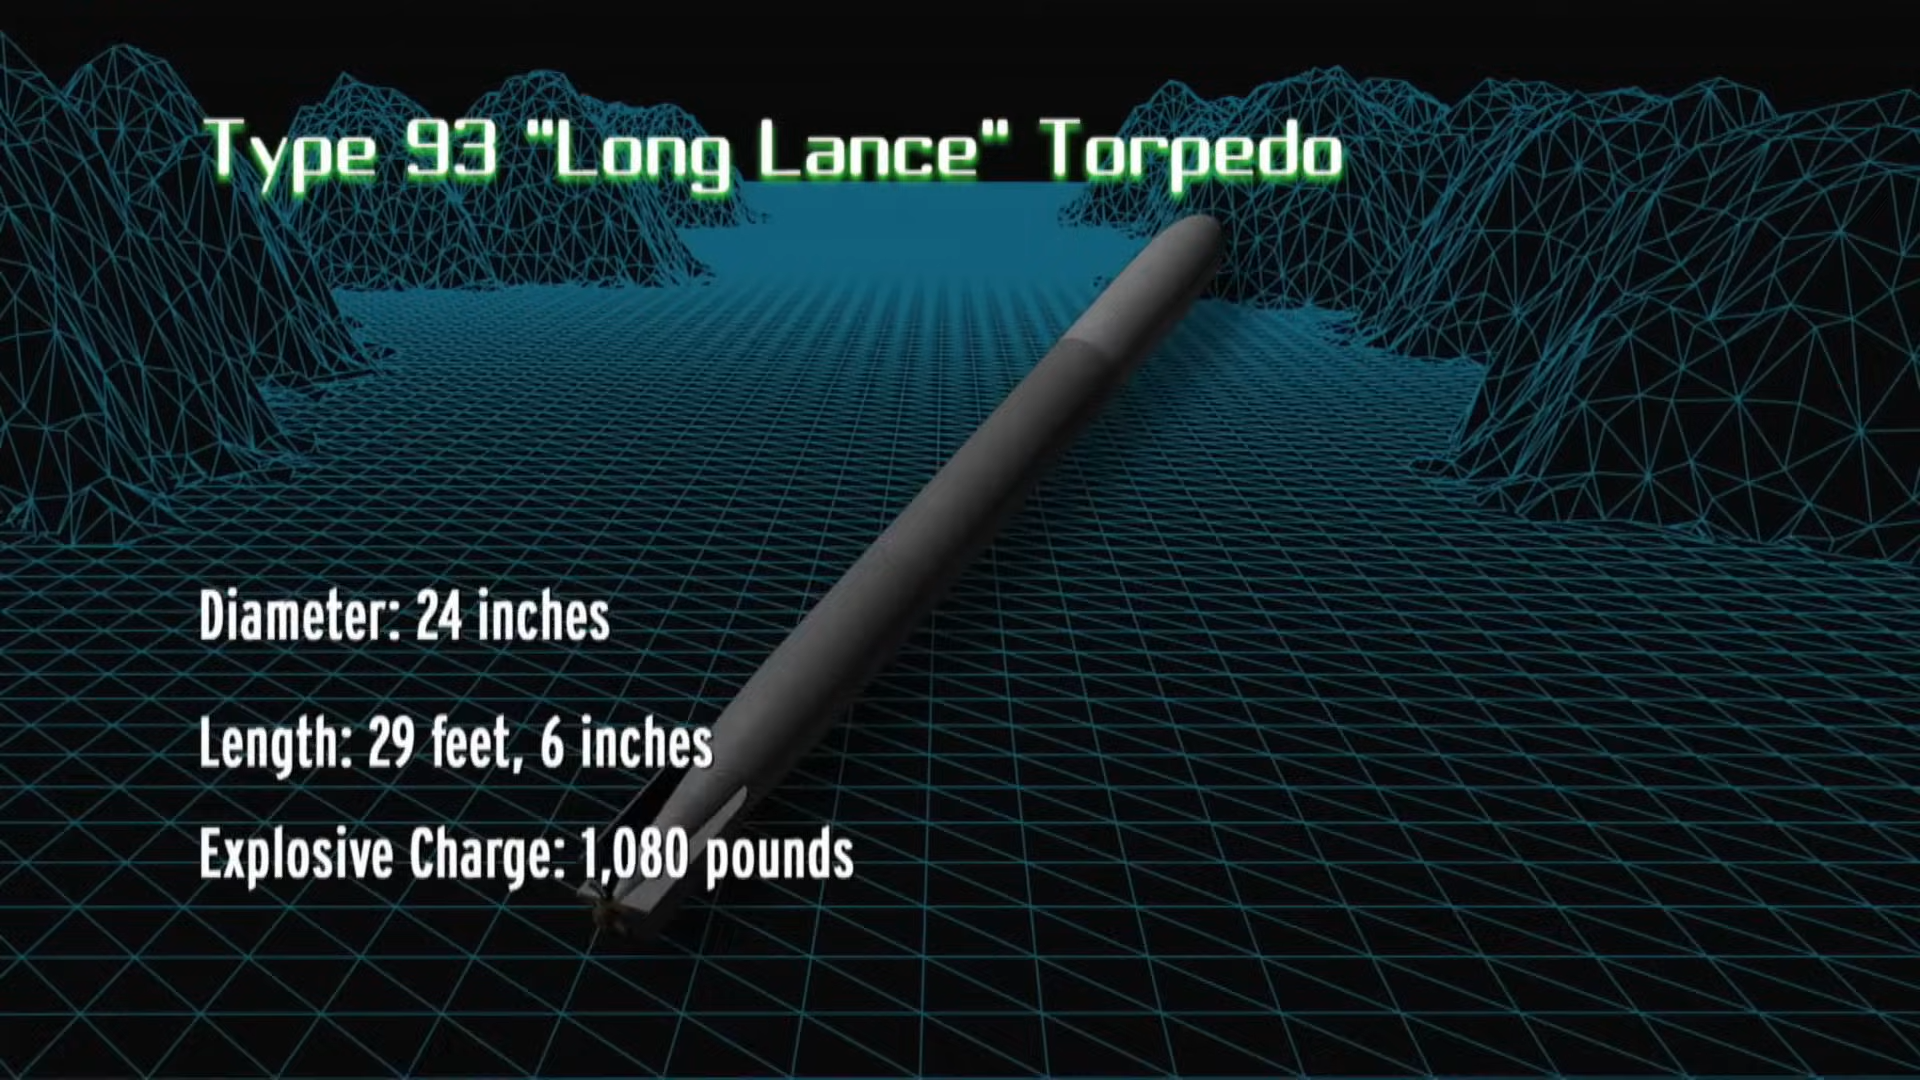 Type 93 "Long Lance" Torpedo
Diameter: 24 inches
Length: 29 feet, 6 inches
Explosive Charge: 1,080 pounds